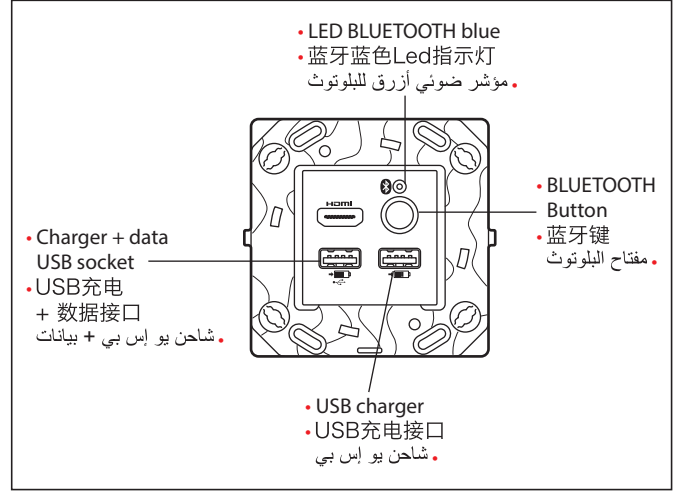 • LED BLUETOOTH blue
• 蓝牙蓝色Led指示灯
• مؤشر ضوئي أزرق للبلوتوث
HDMI
• BLUETOOTH
Button
• 蓝牙键
• مفتاح البلوتوث
• Charger + data
USB socket
• USB充电
+ 数据接口
• شاحن يو إس بي + بيانات
• USB charger
• USB充电接口
• شاحن يو إس بي